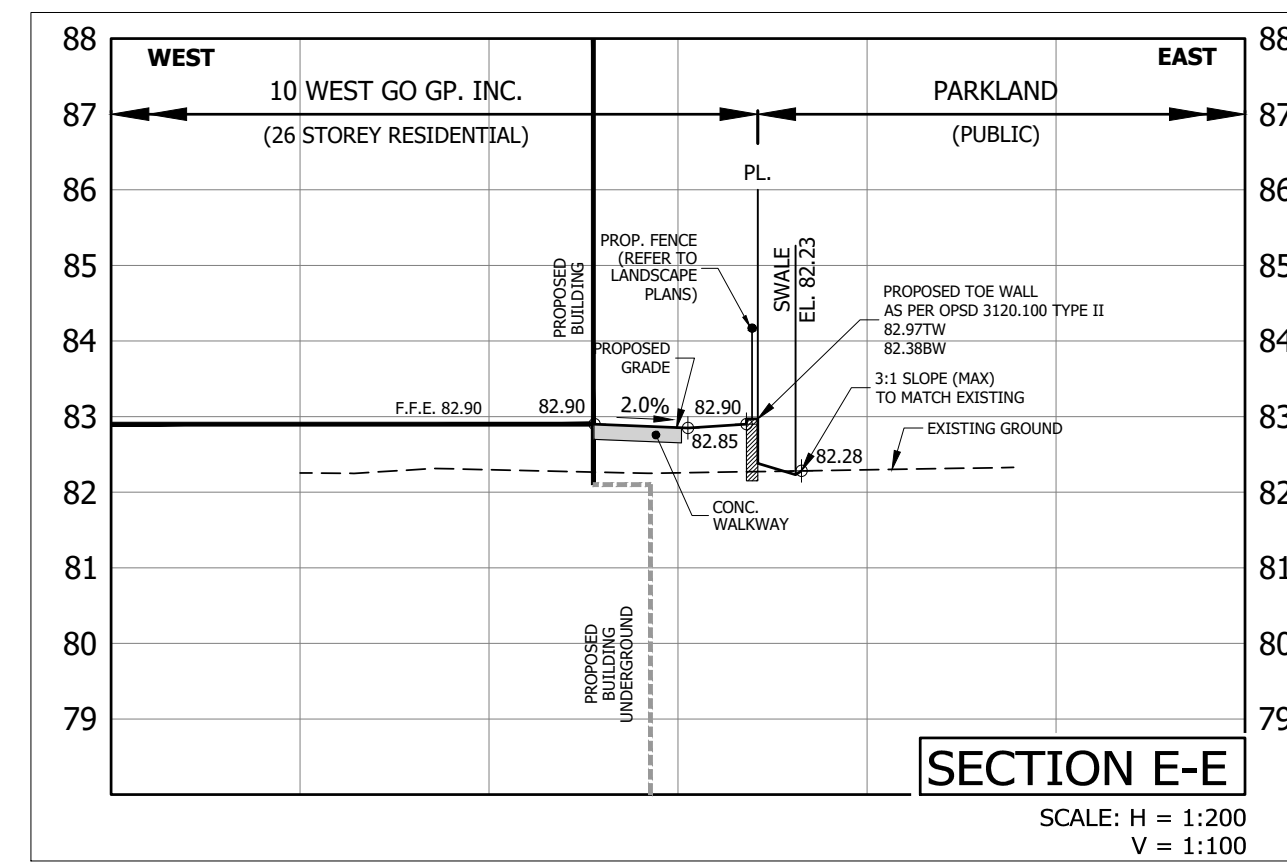 88
WEST
EAST
88
10 WEST GO GP. INC.
PARKLAND
87
87
(26 STOREY RESIDENTIAL)
(PUBLIC)
86
PL.
86
85
PROPOSED
BUILDING
PROP. FENCE
(REFER TO
LANDSCAPE
PLANS)
SWALE
EL. 82.23
85
PROPOSED TOE WALL
AS PER OPSD 3120.100 TYPE II
82.97TW
82.38BW
84
84
PROPOSED
GRADE
3:1 SLOPE (MAX)
TO MATCH EXISTING
83
F.F.E. 82.90
82.90
2.0%
82.90
83
82.85
EXISTING GROUND
82.28
82
82
CONC.
WALKWAY
81
81
80
PROPOSED
BUILDING
UNDERGROUND
80
79
79
SECTION E-E
SCALE: H = 1:200
V = 1:100